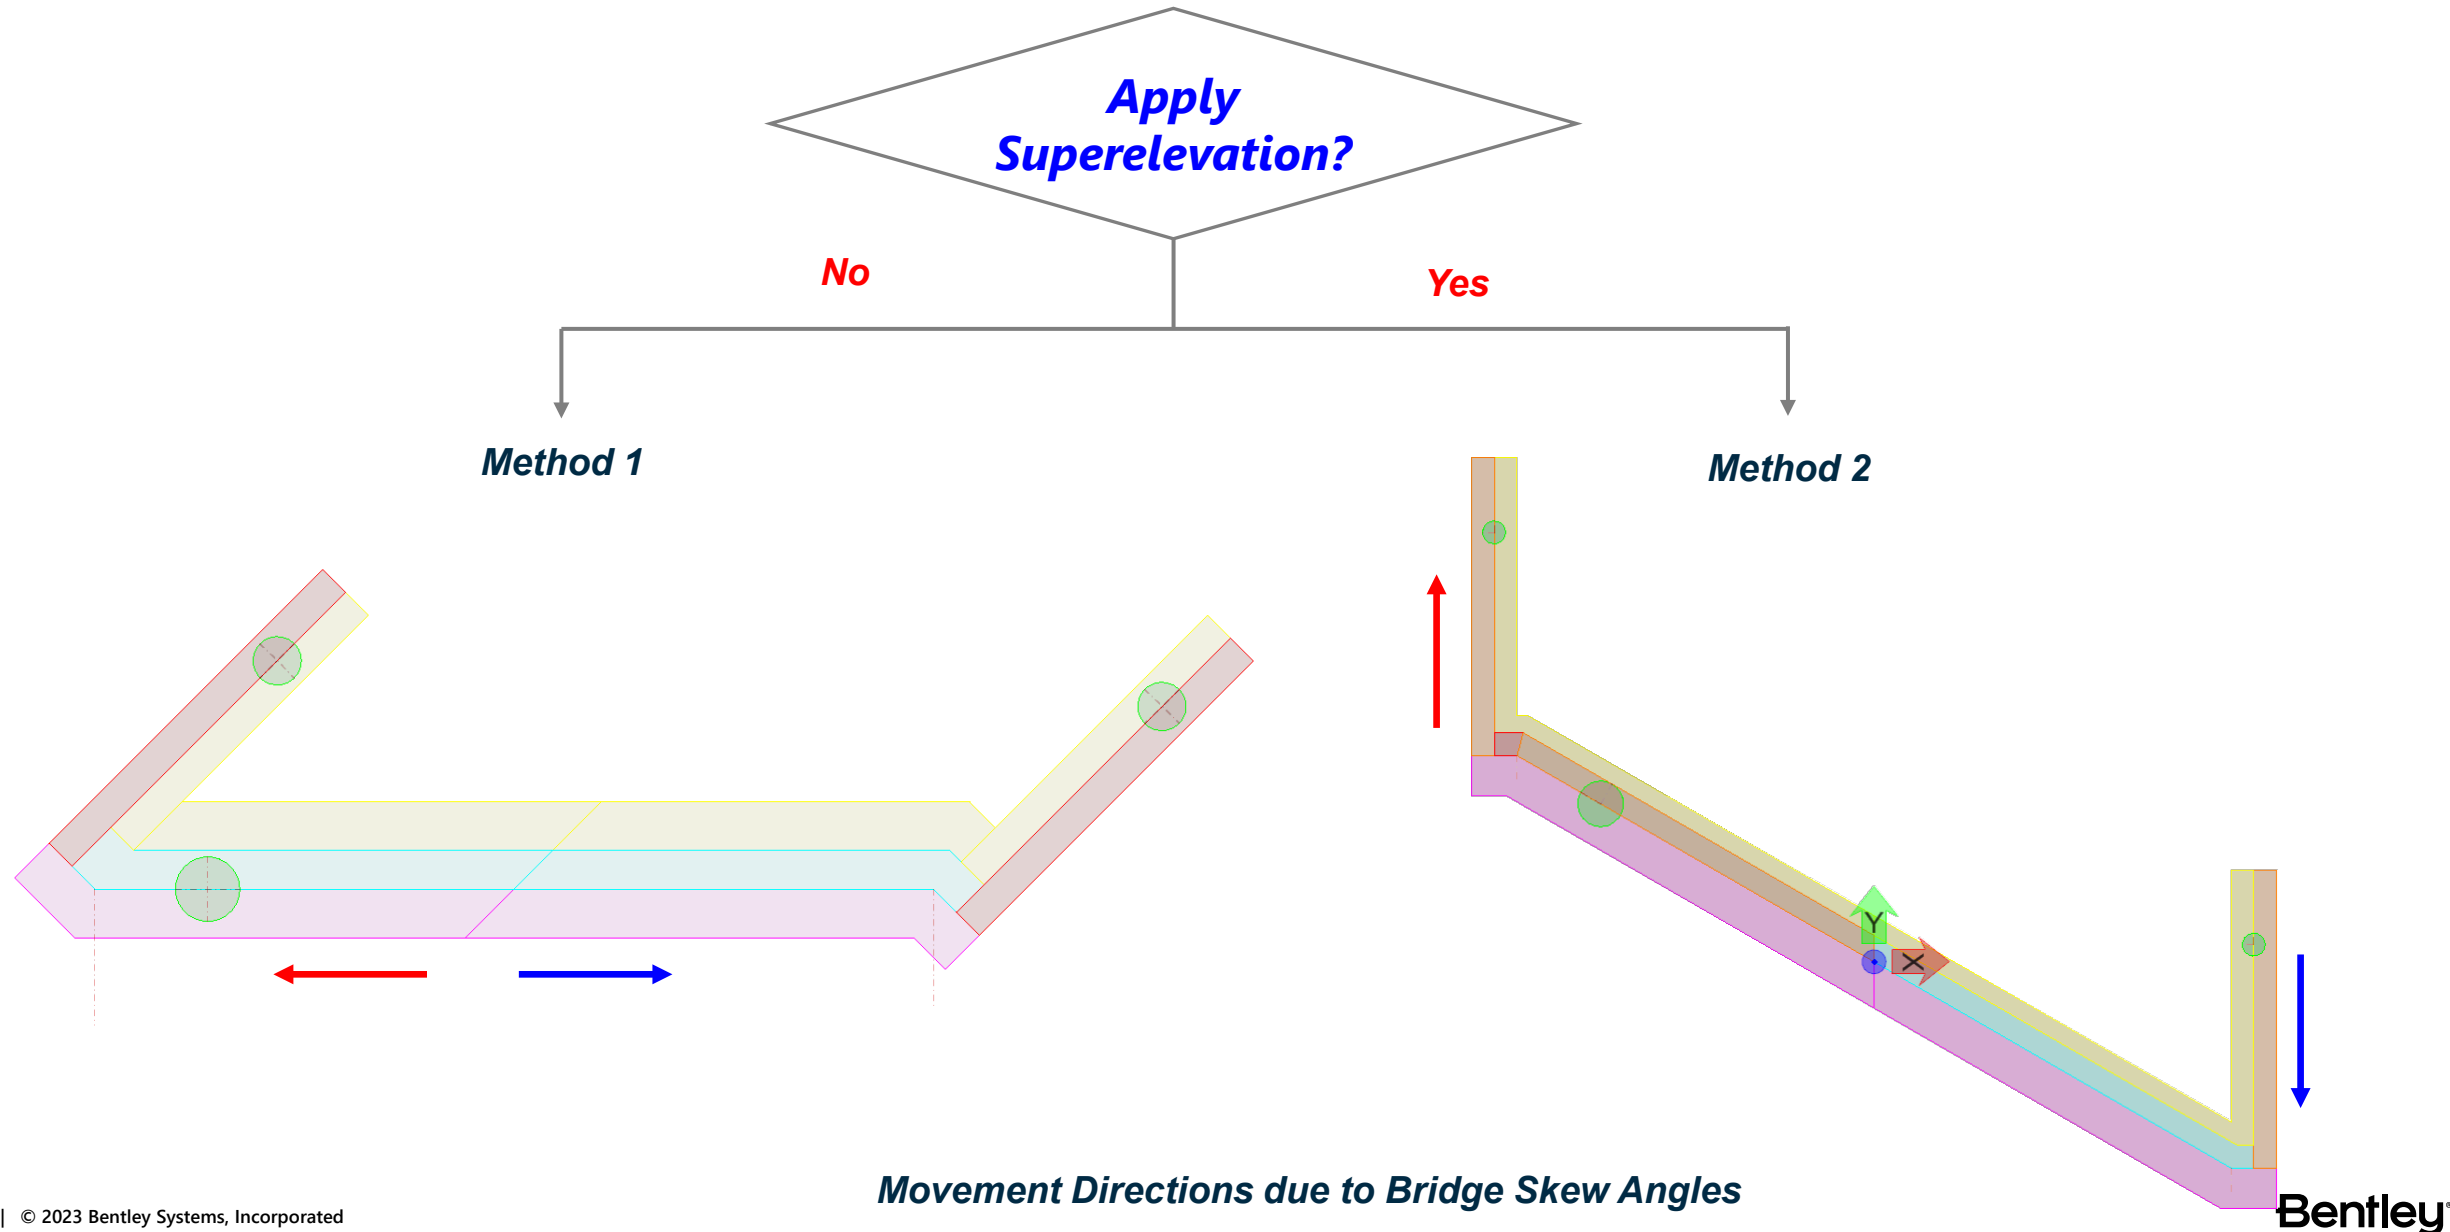 Apply
Superelevation?
No
Yes
Method 1
Method 2
Y
X
Movement Directions due to Bridge Skew Angles
| © 2023 Bentley Systems, Incorporated
Bentley®